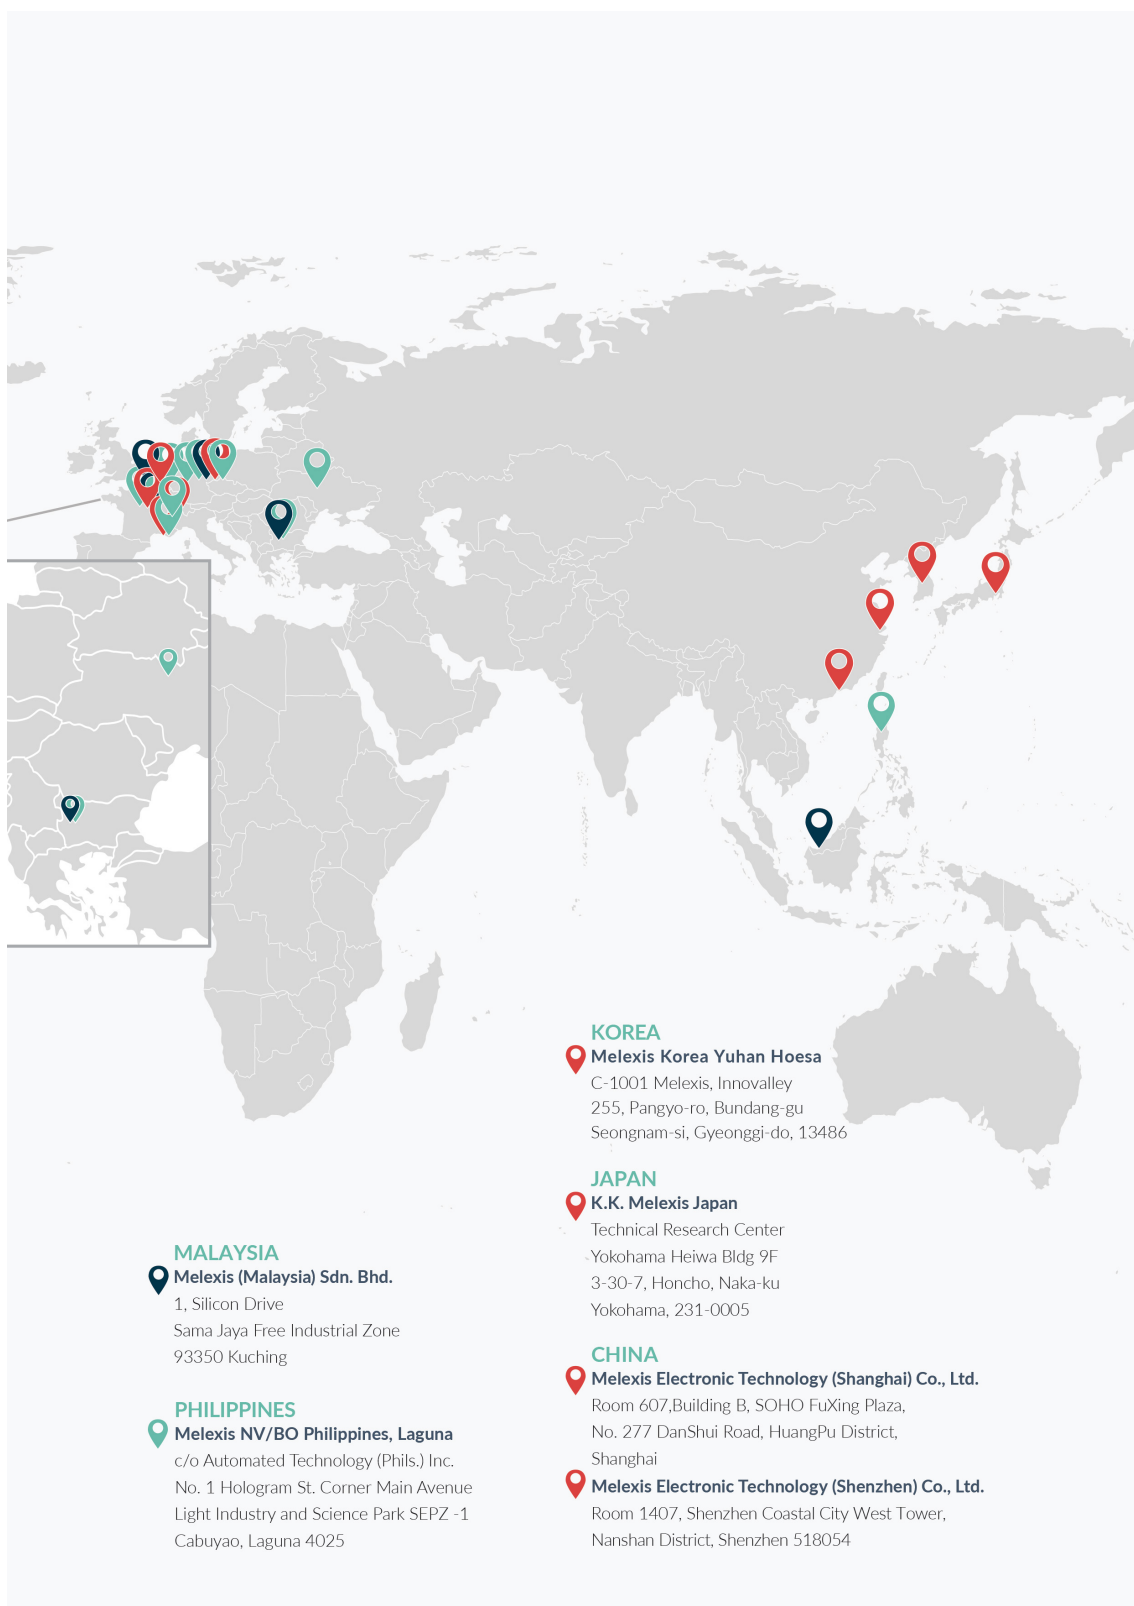 MALAYSIA
Melexis (Malaysia) Sdn. Bhd.
1, Silicon Drive
Sama Jaya Free Industrial Zone
93350 Kuching
PHILIPPINES
Melexis NV/BO Philippines, Laguna
c/o Automated Technology (Phils.) Inc.
No. 1 Hologram St. Corner Main Avenue
Light Industry and Science Park SEPZ -1
Cabuyao, Laguna 4025
KOREA
Melexis Korea Yuhan Hoesa
C-1001 Melexis, Innovalley
255, Pangyo-ro, Bundang-gu
Seongnam-si, Gyeonggi-do, 13486
JAPAN
K.K. Melexis Japan
Technical Research Center
Yokohama Heiwa Bldg 9F
3-30-7, Honcho, Naka-ku
Yokohama, 231-0005
CHINA
Melexis Electronic Technology (Shanghai) Co., Ltd.
Room 607,Building B, SOHO FuXing Plaza,
No. 277 DanShui Road, HuangPu District,
Shanghai
Melexis Electronic Technology (Shenzhen) Co., Ltd.
Room 1407, Shenzhen Coastal City West Tower,
Nanshan District, Shenzhen 518054